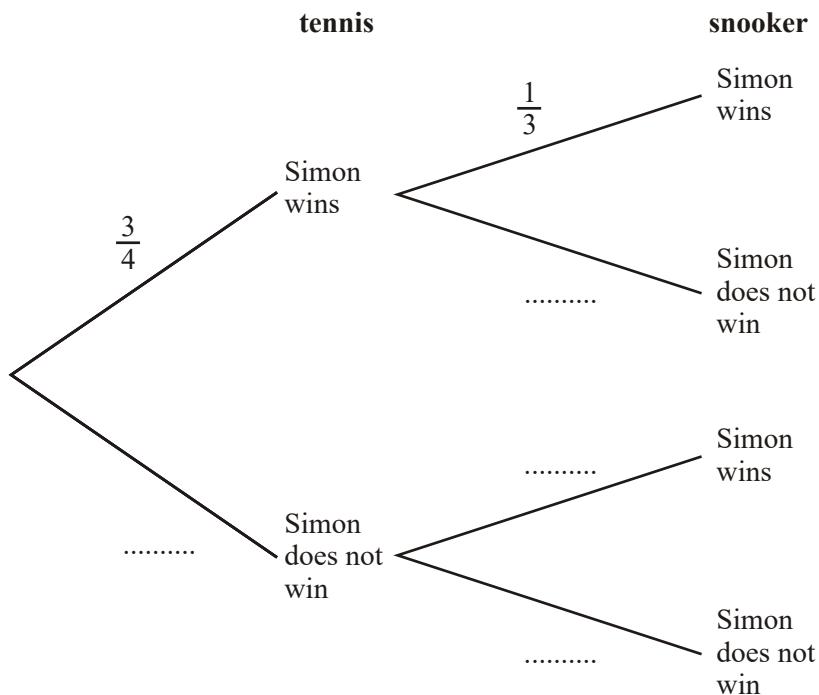 tennis
snooker
Simon
wins
1
3
Simon
wins
3
4
Simon
does not
win
..........
Simon
wins
..........
Simon
does not
win
..........
Simon
does not
win
..........